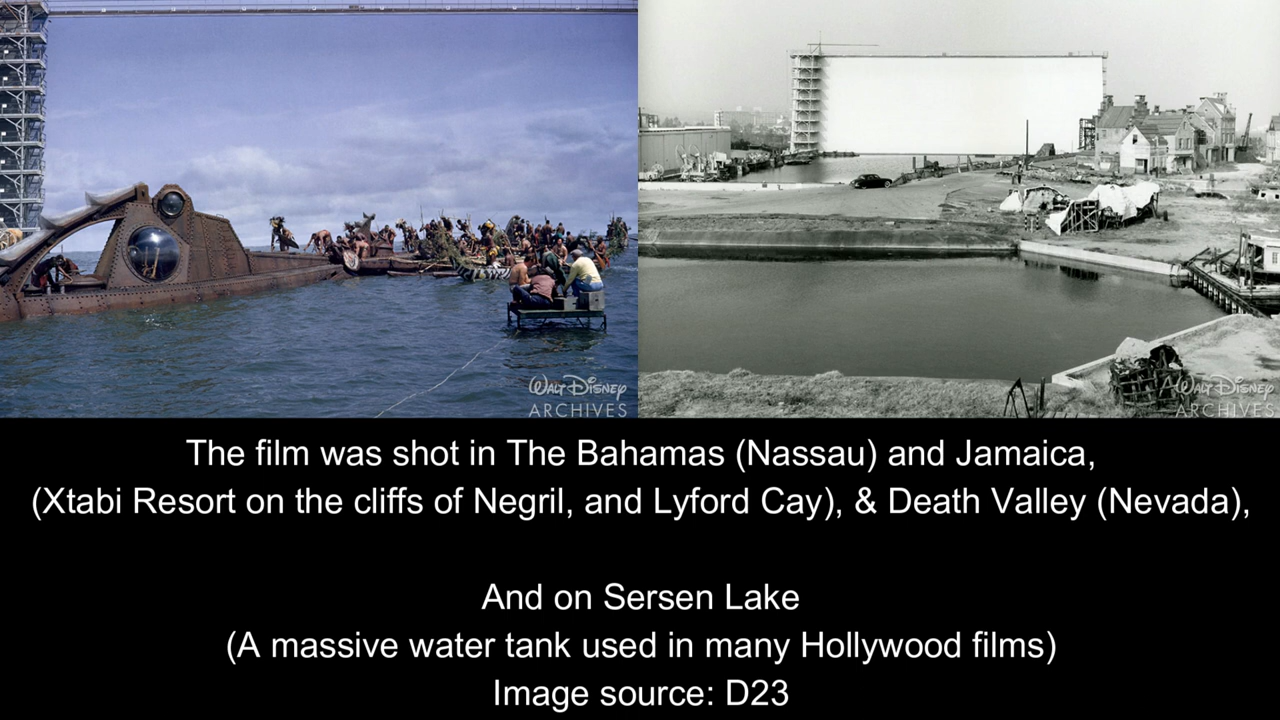 WALT DISNEY
ARCHIVES
WALT DISNEY
ARCHIVES
The film was shot in The Bahamas (Nassau) and Jamaica,
(Xtabi Resort on the cliffs of Negril, and Lyford Cay), & Death Valley (Nevada),
And on Sersen Lake
(A massive water tank used in many Hollywood films)
Image source: D23